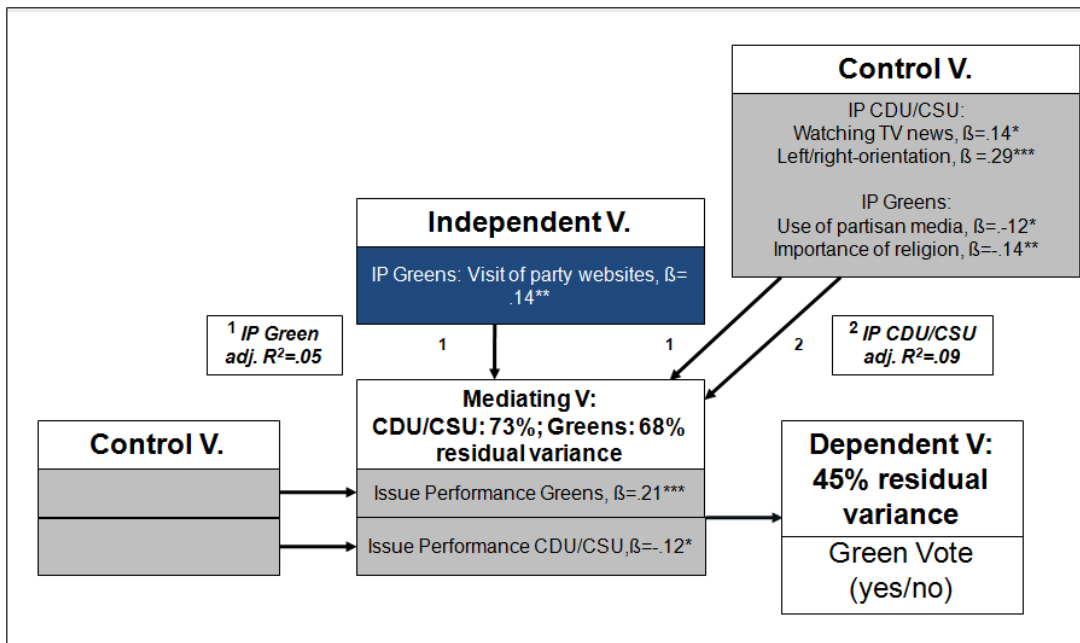 Control V.
IP CDU/CSU:
Watching TV news, ß=.14*
Left/right-orientation, ß =.29***
IP Greens:
Use of partisan media, ß=.-12*
Importance of religion, ß=-.14**
Independent V.
IP Greens: Visit of party websites, ß=
.14**
1 IP Green
adj. R²=.05
1
1
2
2 IP CDU/CSU
adj. R²=.09
Mediating V:
CDU/CSU: 73%; Greens: 68%
residual variance
Issue Performance Greens, ß=.21***
Issue Performance CDU/CSU,ß=-.12*
Control V.
Dependent V:
45% residual
variance
Green Vote
(yes/no)